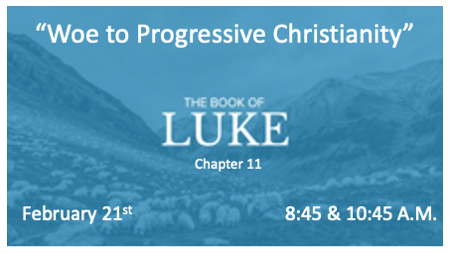 “Woe to Progressive Christianity”
THE BOOK OF
LUKE
Chapter 11
February 21st
8:45 & 10:45 A.M.